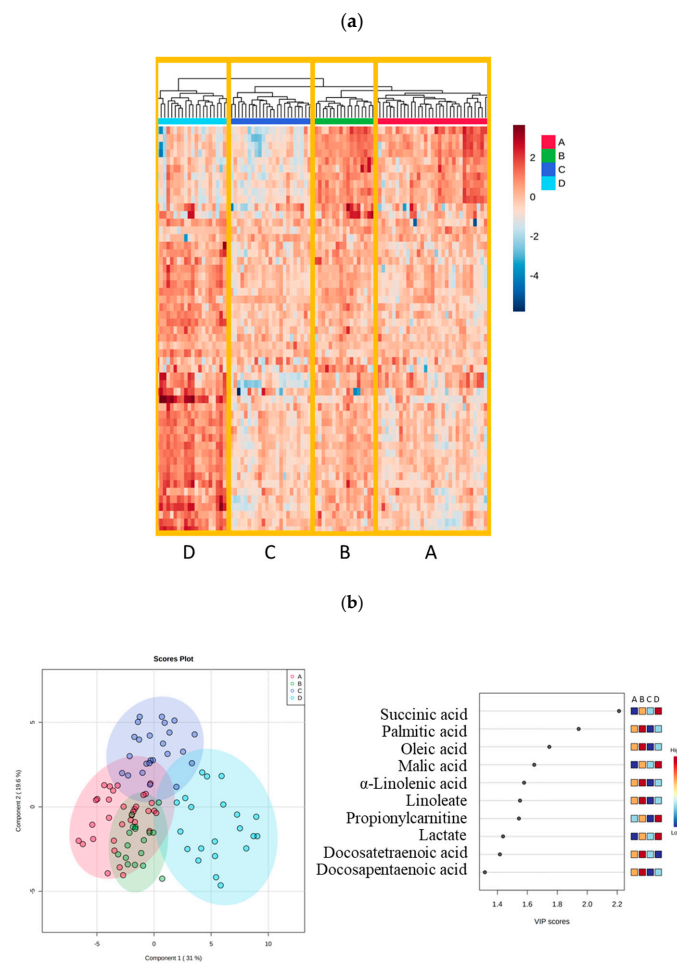 (a)
2
0
-2
-4
A
B
C
D
D
C
B
A
(b)
Scores Plot
A
B
C
D
Component 2 ( 19.6 %)
5
0
-5
-5
0
5
10
Component 1 ( 31 %)
A B C D
Succinic acid
Palmitic acid
Oleic acid
Malic acid
α-Linolenic acid
Linoleate
Propionylcarnitine
Lactate
Docosatetraenoic acid
Docosapentaenoic acid
1.4
1.6
1.8
2.0
2.2
VIP scores